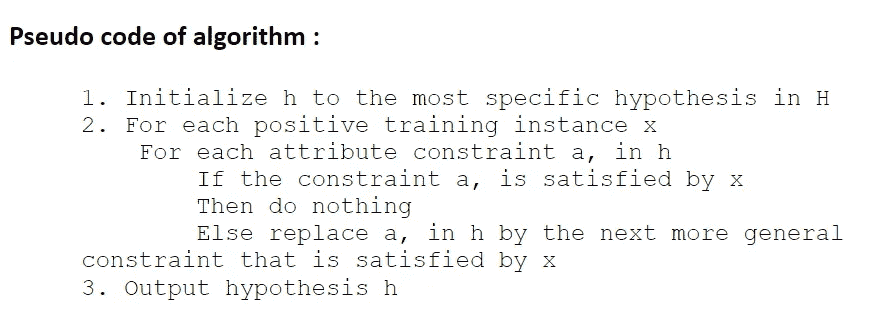 Pseudo code of algorithm :
1. Initialize h to the most specific hypothesis in H
2. For each positive training instance x
For each attribute constraint a, in h
If the constraint a, is satisfied by x
Then do nothing
Else replace a, in h by the next more general
constraint that is satisfied by x
3. Output hypothesis h